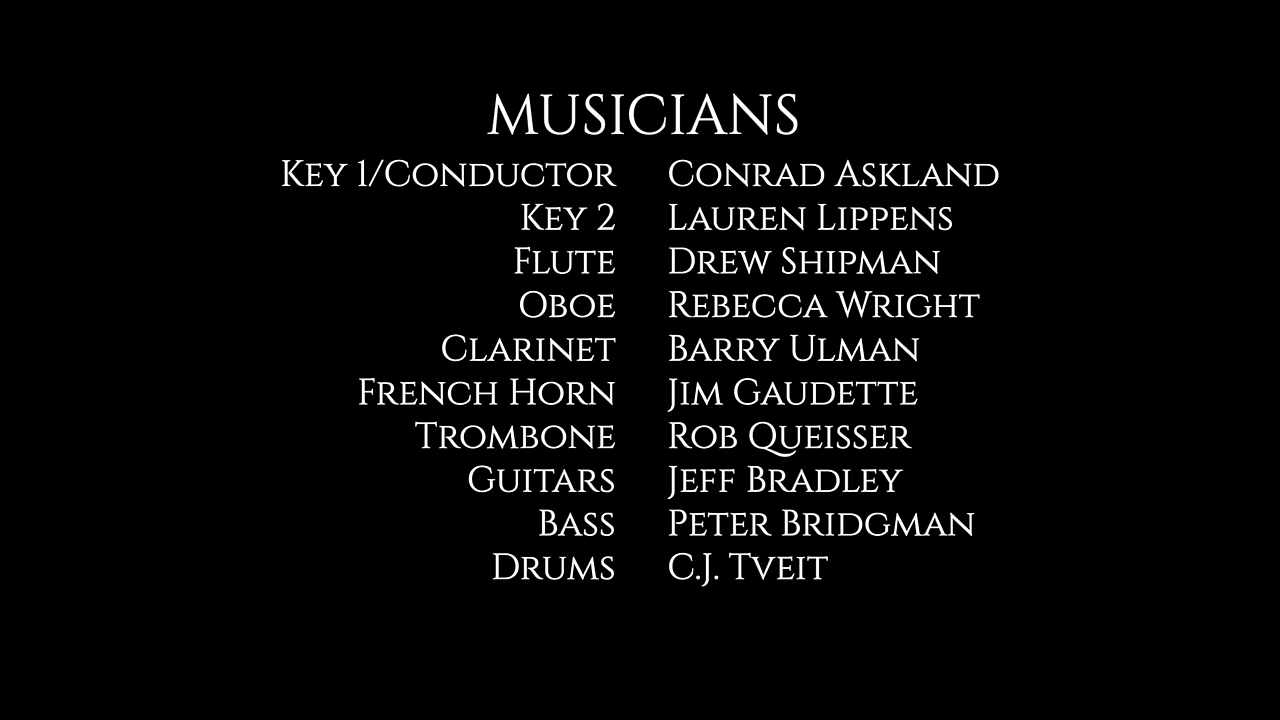 MUSICIANS
Key 1/Conductor Conrad Askland
Key 2 Lauren Lippens
Flute Drew Shipman
Oboe Rebecca Wright
Clarinet Barry Ulman
French Horn Jim Gaudette
Trombone Rob Queisser
Guitars Jeff Bradley
Bass Peter Bridgman
Drums C.J. Tveit